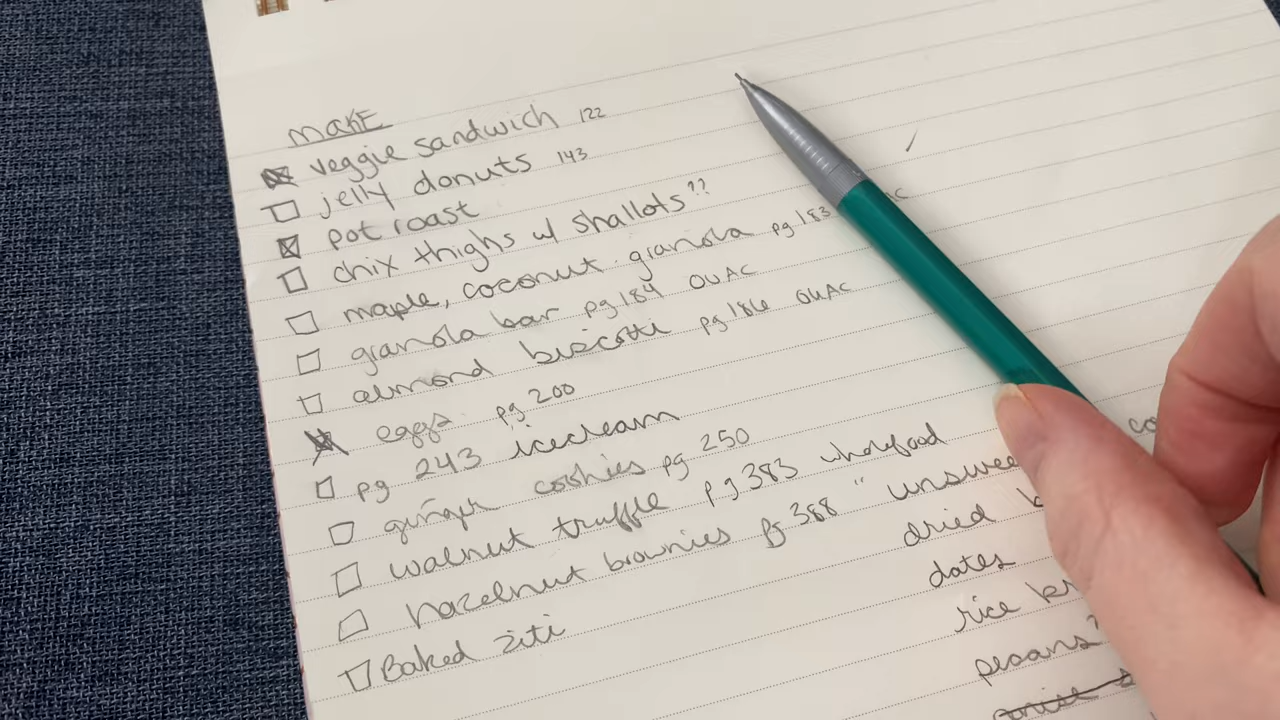 MAKE
veggie sandwich 122
jelly donuts 143
pot roast
chix thighs w/ shallots??
maple, coconut granola pg 183
granola bar pg 184 OUAC
almond biscotti pg 186 OUAC
eggs pg 200
pg 243 icecream
ginger cookies pg 250
walnut truffle pg 383 wholefood
hazelnut brownies pg 388 "
Baked ziti
dried
dates
rice
pecans?